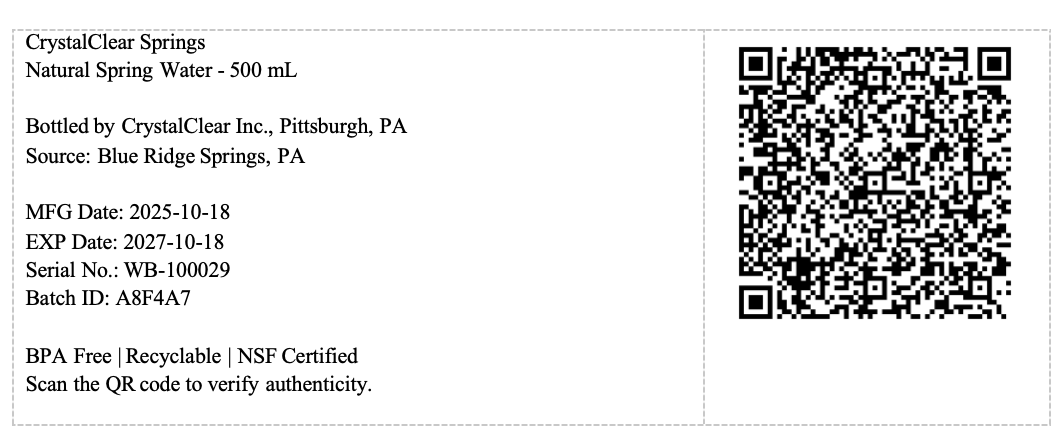 CrystalClear Springs
Natural Spring Water - 500 mL
Bottled by CrystalClear Inc., Pittsburgh, PA
Source: Blue Ridge Springs, PA
MFG Date: 2025-10-18
EXP Date: 2027-10-18
Serial No.: WB-100029
Batch ID: A8F4A7
BPA Free | Recyclable | NSF Certified
Scan the QR code to verify authenticity.